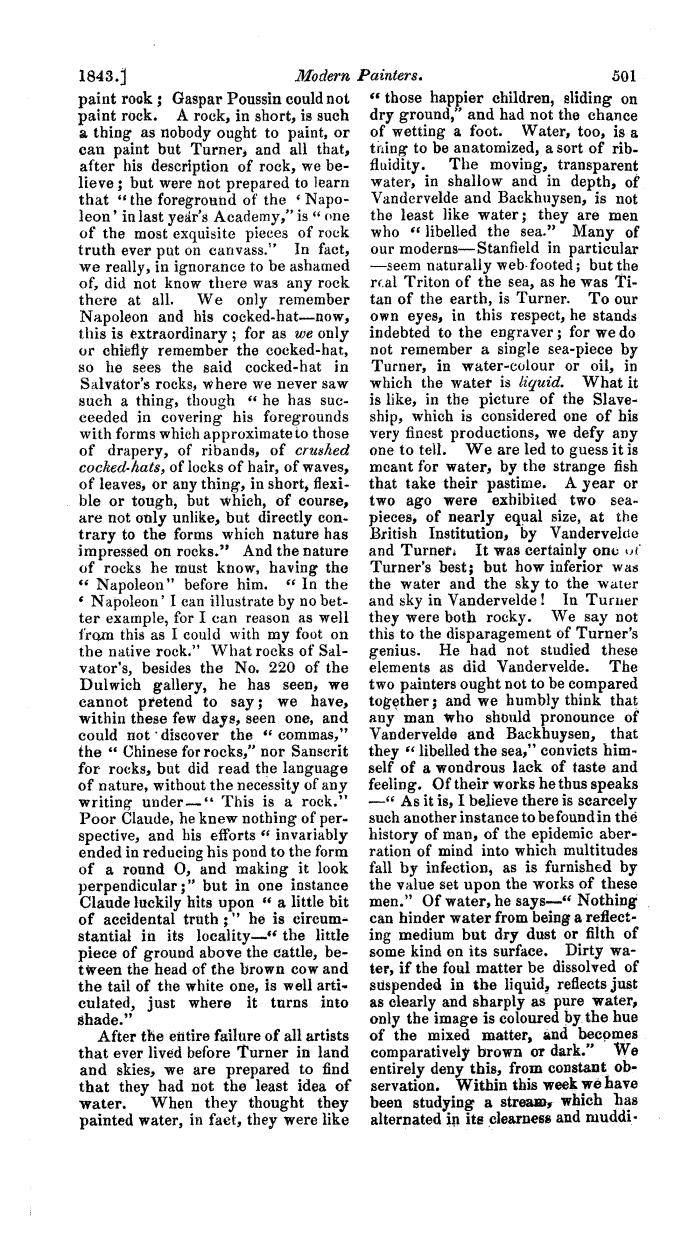 1843.] Modern Painters. 501
paint rook ; Gaspar Poussin could not
paint rock. A rock, in short, is such
a thing as nobody ought to paint, or
can paint but Turner, and all that,
after his description of rock, we be-
lieve ; but were not prepared to learn
that “ the foreground of the ‘ Napo-
leon’ in last year's Academy,” is “ one
of the most exquisite pieces of rock
truth ever put on canvass.” In fact,
we really, in ignorance to be ashamed
of, did not know there was any rock
there at all. We only remember
Napoleon and his cocked-hat—now,
this is extraordinary ; for as we only
or chiefly remember the cocked-hat,
so he sees the said cocked-hat in
Salvator's rocks, where we never saw
such a thing, though “ he has suc-
ceeded in covering his foregrounds
with forms which approximate to those
of drapery, of ribands, of crushed
cocked-hats, of locks of hair, of waves,
of leaves, or any thing, in short, flexi-
ble or tough, but which, of course,
are not only unlike, but directly con-
trary to the forms which nature has
impressed on rocks.” And the nature
of rocks he must know, having the
“ Napoleon” before him. “ In the
‘ Napoleon’ I can illustrate by no bet-
ter example, for I can reason as well
from this as I could with my foot on
the native rock.” What rocks of Sal-
vator's, besides the No. 220 of the
Dulwich gallery, he has seen, we
cannot pretend to say ; we have,
within these few days, seen one, and
could not discover the “ commas,”
the “ Chinese for rocks,” nor Sanscrit
for rocks, but did read the language
of nature, without the necessity of any
writing under—“ This is a rock.”
Poor Claude, he knew nothing of per-
spective, and his efforts “ invariably
ended in reducing his pond to the form
of a round O, and making it look
perpendicular ;” but in one instance
Claude luckily hits upon “ a little bit
of accidental truth ;” he is circum-
stantial in its locality—“ the little
piece of ground above the cattle, be-
tween the head of the brown cow and
the tail of the white one, is well arti-
culated, just where it turns into
shade.”
After the entire failure of all artists
that ever lived before Turner in land
and skies, we are prepared to find
that they had not the least idea of
water. When they thought they
painted water, in fact, they were like
“ those happier children, sliding on
dry ground,” and had not the chance
of wetting a foot. Water, too, is a
thing to be anatomized, a sort of rib-
fluidity. The moving, transparent
water, in shallow and in depth, of
Vandervelde and Backhuysen, is not
the least like water ; they are men
who “ libelled the sea.” Many of
our moderns—Stanfield in particular
—seem naturally web-footed ; but the
real Triton of the sea, as he was Ti-
tan of the earth, is Turner. To our
own eyes, in this respect, he stands
indebted to the engraver ; for we do
not remember a single sea-piece by
Turner, in water-colour or oil, in
which the water is liquid. What it
is like, in the picture of the Slave-
ship, which is considered one of his
very finest productions, we defy any
one to tell. We are led to guess it is
meant for water, by the strange fish
that take their pastime. A year or
two ago were exhibited two sea-
pieces, of nearly equal size, at the
British Institution, by Vandervelde
and Turner. It was certainly one of
Turner's best ; but how inferior was
the water and the sky to the water
and sky in Vandervelde ! In Turner
they were both rocky. We say not
this to the disparagement of Turner's
genius. He had not studied these
elements as did Vandervelde. The
two painters ought not to be compared
together ; and we humbly think that
any man who should pronounce of
Vandervelde and Backhuysen, that
they “ libelled the sea,” convicts him-
self of a wondrous lack of taste and
feeling. Of their works he thus speaks
—“ As it is, I believe there is scarcely
such another instance to be found in the
history of man, of the epidemic aber-
ration of mind into which multitudes
fall by infection, as is furnished by
the value set upon the works of these
men.” Of water, he says—“ Nothing
can hinder water from being a reflect-
ing medium but dry dust or filth of
some kind on its surface. Dirty wa-
ter, if the foul matter be dissolved of
suspended in the liquid, reflects just
as clearly and sharply as pure water,
only the image is coloured by the hue
of the mixed matter, and becomes
comparatively brown or dark.” We
entirely deny this, from constant ob-
servation. Within this week we have
been studying a stream, which has
alternated in its clearness and muddi-